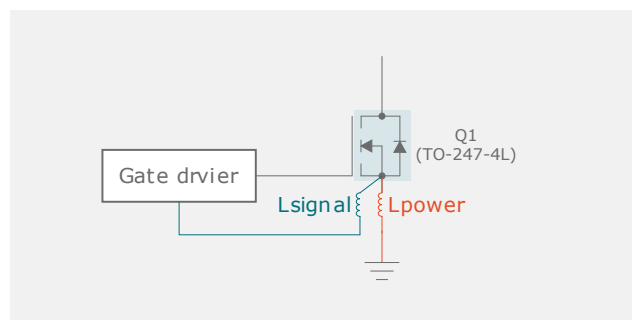 Q1
(TO-247-4L)
Gate drvier
Lsignal
Lpower